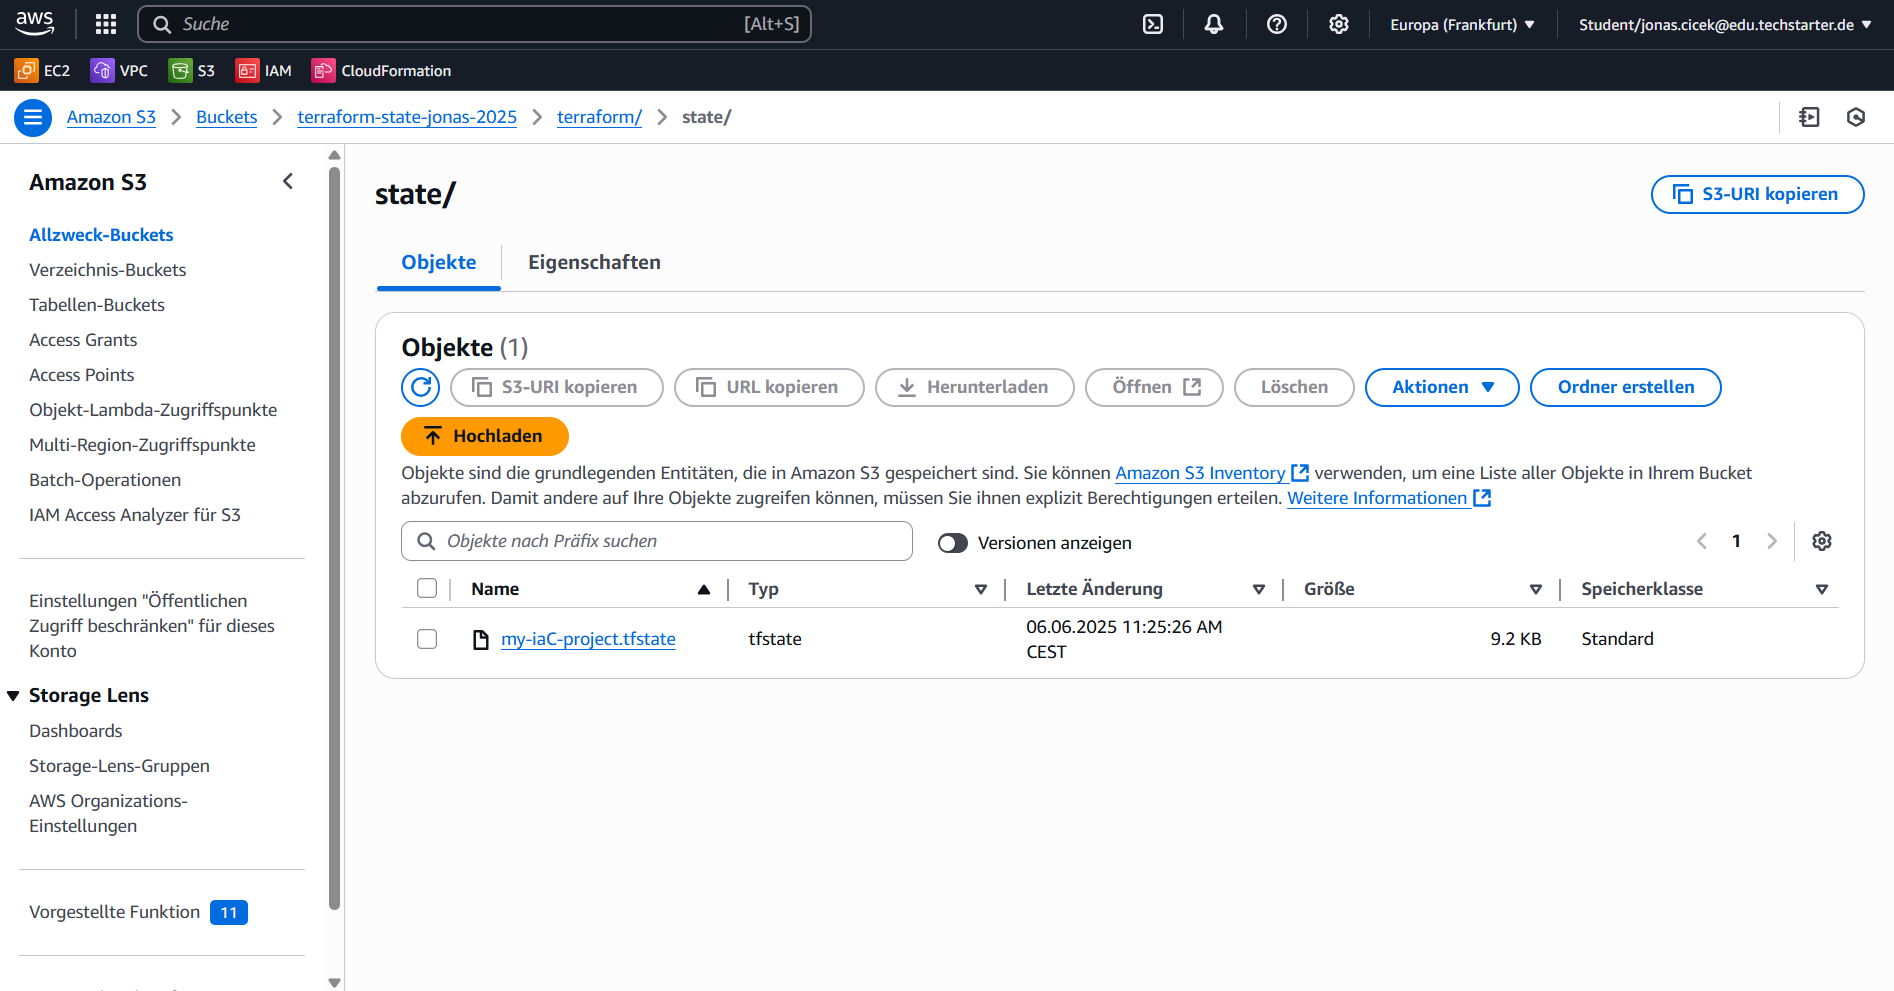 aws
Suche
[Alt+S]
Europa (Frankfurt)
Student/jonas.cicek@edu.techstarter.de
EC2
VPC
S3
IAM
CloudFormation
Amazon S3
Buckets
terraform-state-jonas-2025
terraform/
state/
Amazon S3
Allzweck-Buckets
Verzeichnis-Buckets
Tabellen-Buckets
Access Grants
Access Points
Objekt-Lambda-Zugriffspunkte
Multi-Region-Zugriffspunkte
Batch-Operationen
IAM Access Analyzer für S3
Einstellungen "Öffentlichen
Zugriff beschränken" für dieses
Konto
Storage Lens
Dashboards
Storage-Lens-Gruppen
AWS Organizations-
Einstellungen
Vorgestellte Funktion 11
state/
S3-URI kopieren
Objekte
Eigenschaften
Objekte (1)
S3-URI kopieren
URL kopieren
Herunterladen
Öffnen
Löschen
Aktionen
Ordner erstellen
Hochladen
Objekte sind die grundlegenden Entitäten, die in Amazon S3 gespeichert sind. Sie können Amazon S3 Inventory verwenden, um eine Liste aller Objekte in Ihrem Bucket
abzurufen. Damit andere auf Ihre Objekte zugreifen können, müssen Sie ihnen explizit Berechtigungen erteilen. Weitere Informationen
Objekte nach Präfix suchen
Versionen anzeigen
1
Name
Typ
Letzte Änderung
Größe
Speicherklasse
my-iaC-project.tfstate
tfstate
06.06.2025 11:25:26 AM
CEST
9.2 KB
Standard